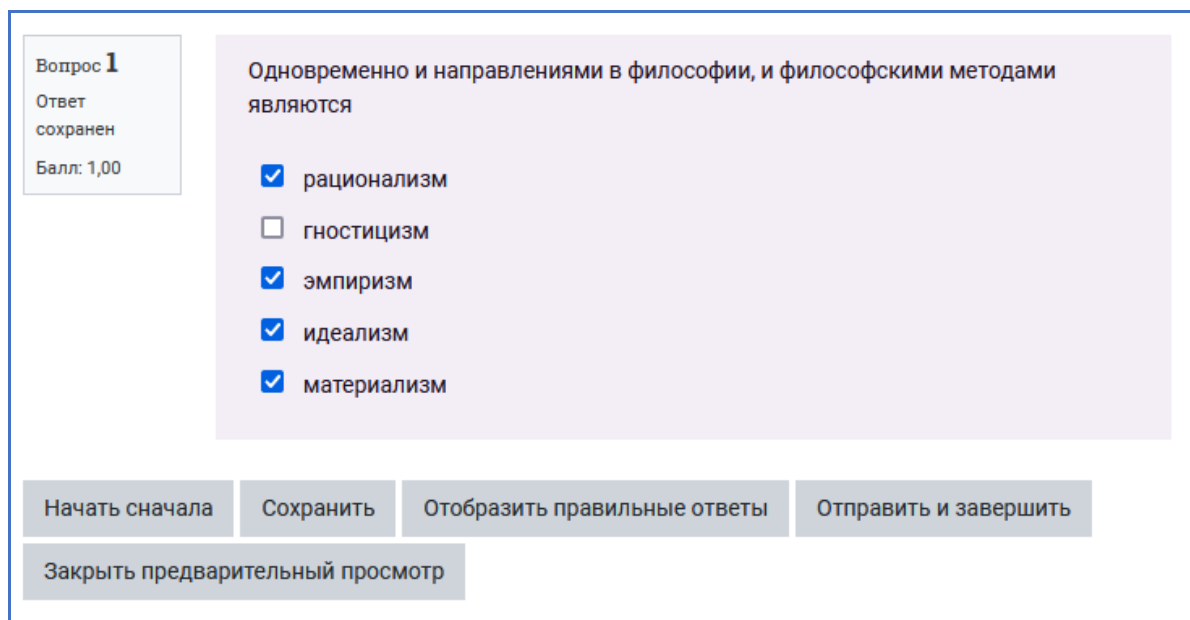 Вопрос 1
Ответ
сохранен
Балл: 1,00
Одновременно и направлениями в философии, и философскими методами
являются
рационализм
гностицизм
эмпиризм
идеализм
материализм
Начать сначала
Сохранить
Отобразить правильные ответы
Отправить и завершить
Закрыть предварительный просмотр